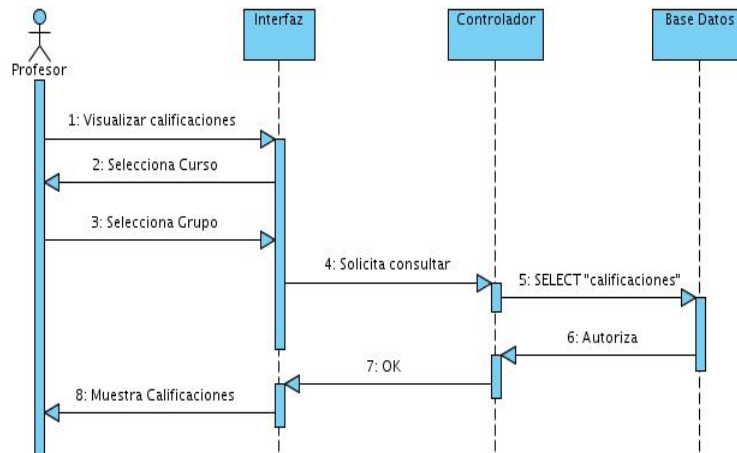 Interfaz
Controlador
Base Datos
Profesor
1: Visualizar calificaciones
2: Selecciona Curso
3: Selecciona Grupo
4: Solicita consultar
5: SELECT "calificaciones"
6: Autoriza
7: OK
8: Muestra Calificaciones